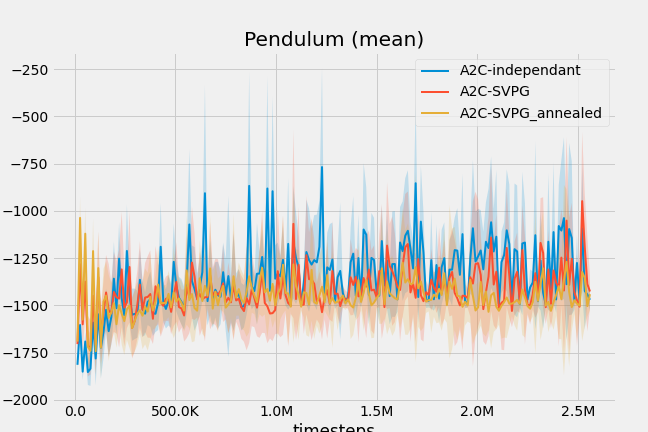 Pendulum (mean)
A2C-independant
A2C-SVPG
A2C-SVPG_annealed
−250
−500
−750
−1000
−1250
−1500
−1750
−2000
0.0 500.0K 1.0M 1.5M 2.0M 2.5M
timesteps